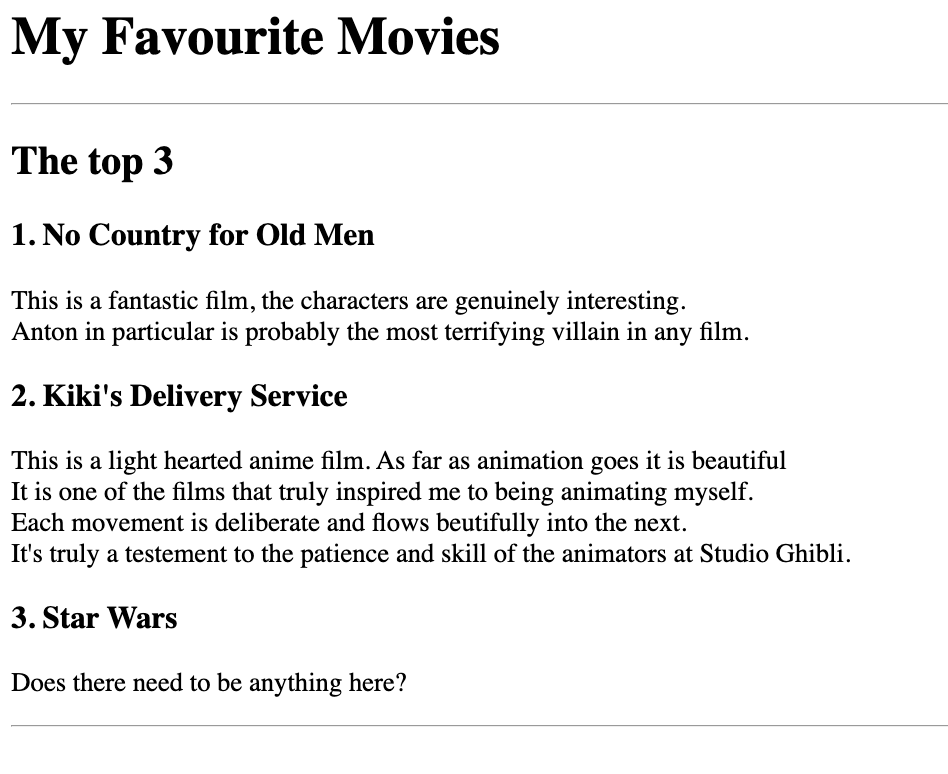 My Favourite Movies
The top 3
1. No Country for Old Men
This is a fantastic film, the characters are genuinely interesting.
Anton in particular is probably the most terrifying villain in any film.
2. Kiki's Delivery Service
This is a light hearted anime film. As far as animation goes it is beautiful
It is one of the films that truly inspired me to being animating myself.
Each movement is deliberate and flows beutifully into the next.
It's truly a testement to the patience and skill of the animators at Studio Ghibli.
3. Star Wars
Does there need to be anything here?